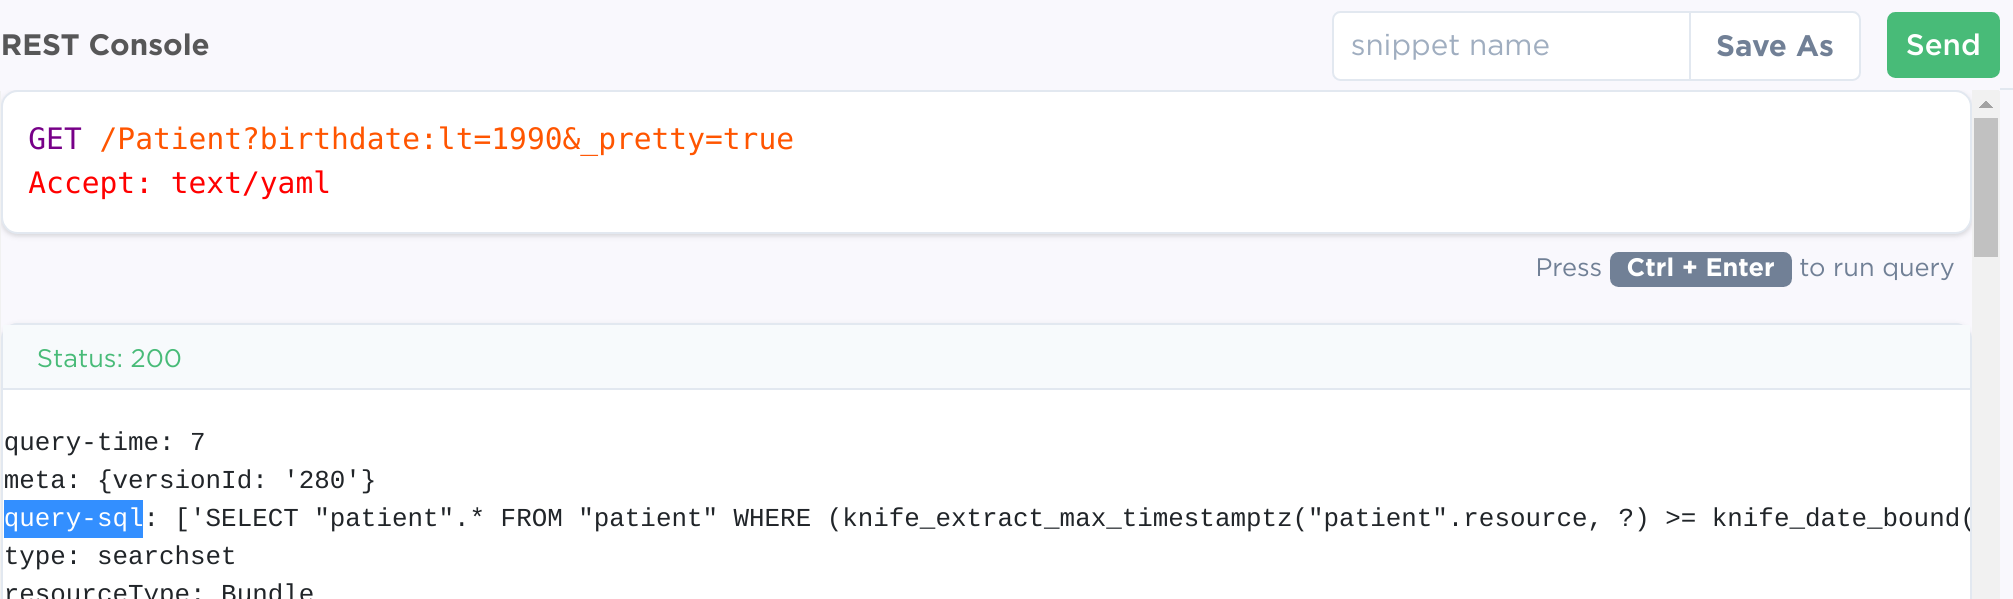 REST Console
snippet name
Save As
Send
GET /Patient?birthdate:lt=1990&_pretty=true
Accept: text/yaml
Press Ctrl + Enter to run query
Status: 200
query-time: 7
meta: {versionId: '280'}
query-sql: ['SELECT "patient".* FROM "patient" WHERE (knife_extract_max_timestamptz("patient".resource, ?) >= knife_date_bound(
type: searchset
resourceType: Bundle